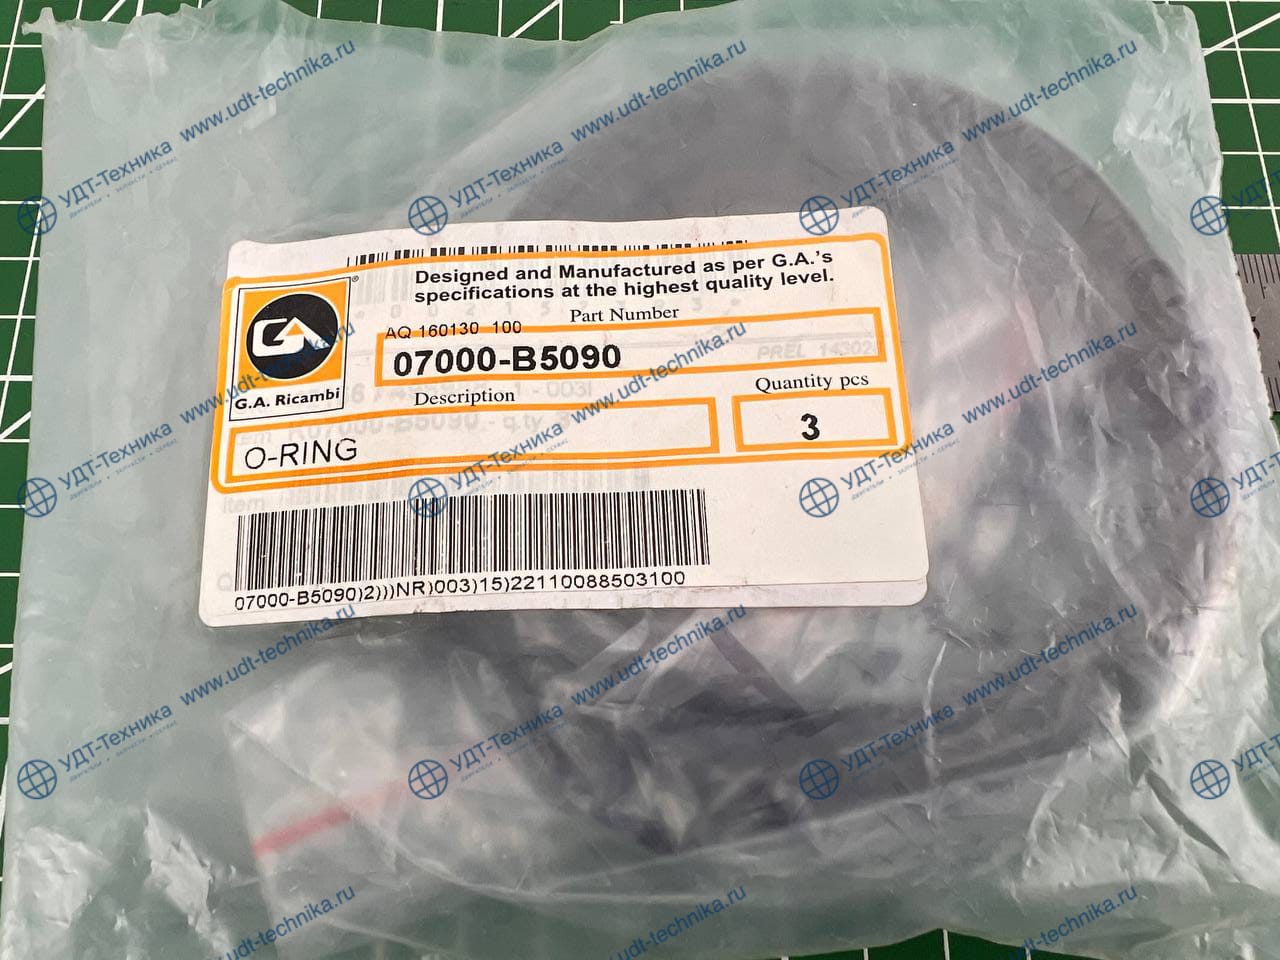 Designed and Manufactured as per G.A.'s
specifications at the highest quality level.
Part Number
AQ 160130 100
07000-B5090
PREL 14302
Description
Quantity pcs
G.A. Ricambi
O-RING
3
07000-B5090)2)))NR)003)15)22110088503100
УДТ-Техника www.udt-technika.ru